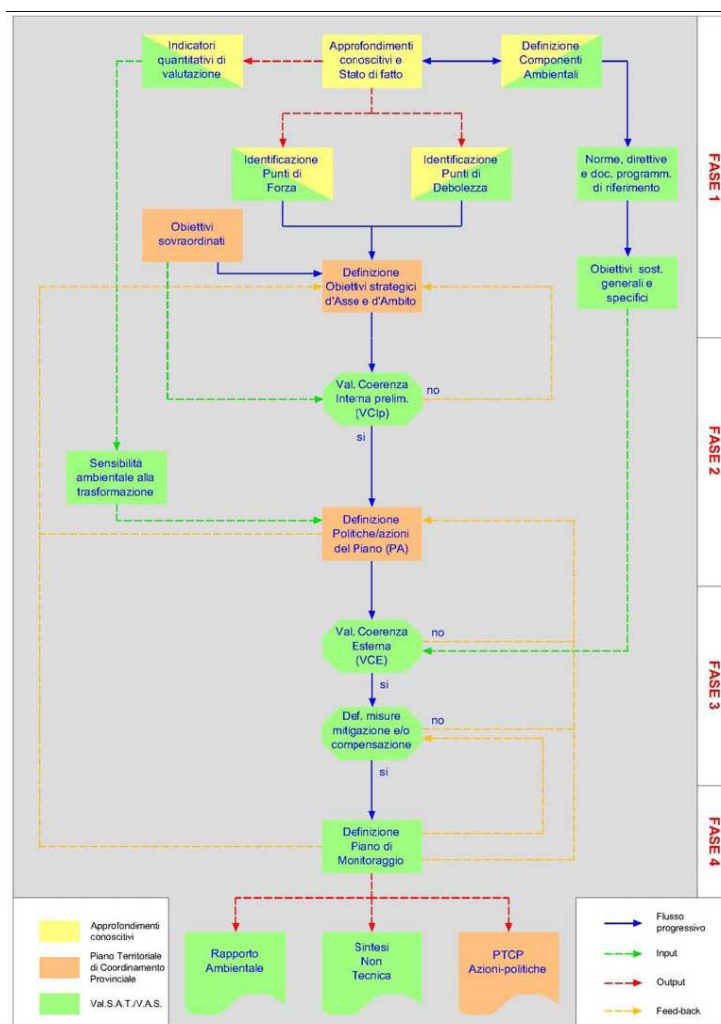 Indicatori
quantitativi di
valutazione
Approfondimenti
conoscitivi e
Stato di fatto
Definizione
Componenti
Ambientali
FASE 1
Identificazione
Punti di
Forza
Identificazione
Punti di
Debolezza
Norme, direttive
e doc. programm.
di riferimento
Obiettivi
sovraordinati
Definizione
Obiettivi strategici
d'Asse e d'Ambito
Obiettivi sost.
generali e
specifici
FASE 2
Val. Coerenza
Interna prelim.
(VCIp)
no
si
Sensibilità
ambientale alla
trasformazione
Definizione
Politiche/azioni
del Piano (PA)
FASE 3
Val. Coerenza
Esterna
(VCE)
no
si
Def. misure
mitigazione e/o
compensazione
no
si
FASE 4
Definizione
Piano di
Monitoraggio
Rapporto
Ambientale
Sintesi
Non
Tecnica
PTCP
Azioni-politiche
Approfondimenti
conoscitivi
Piano Territoriale
di Coordinamento
Provinciale
Val.S.A.T./V.A.S.
Flusso
progressivo
Input
Output
Feed-back